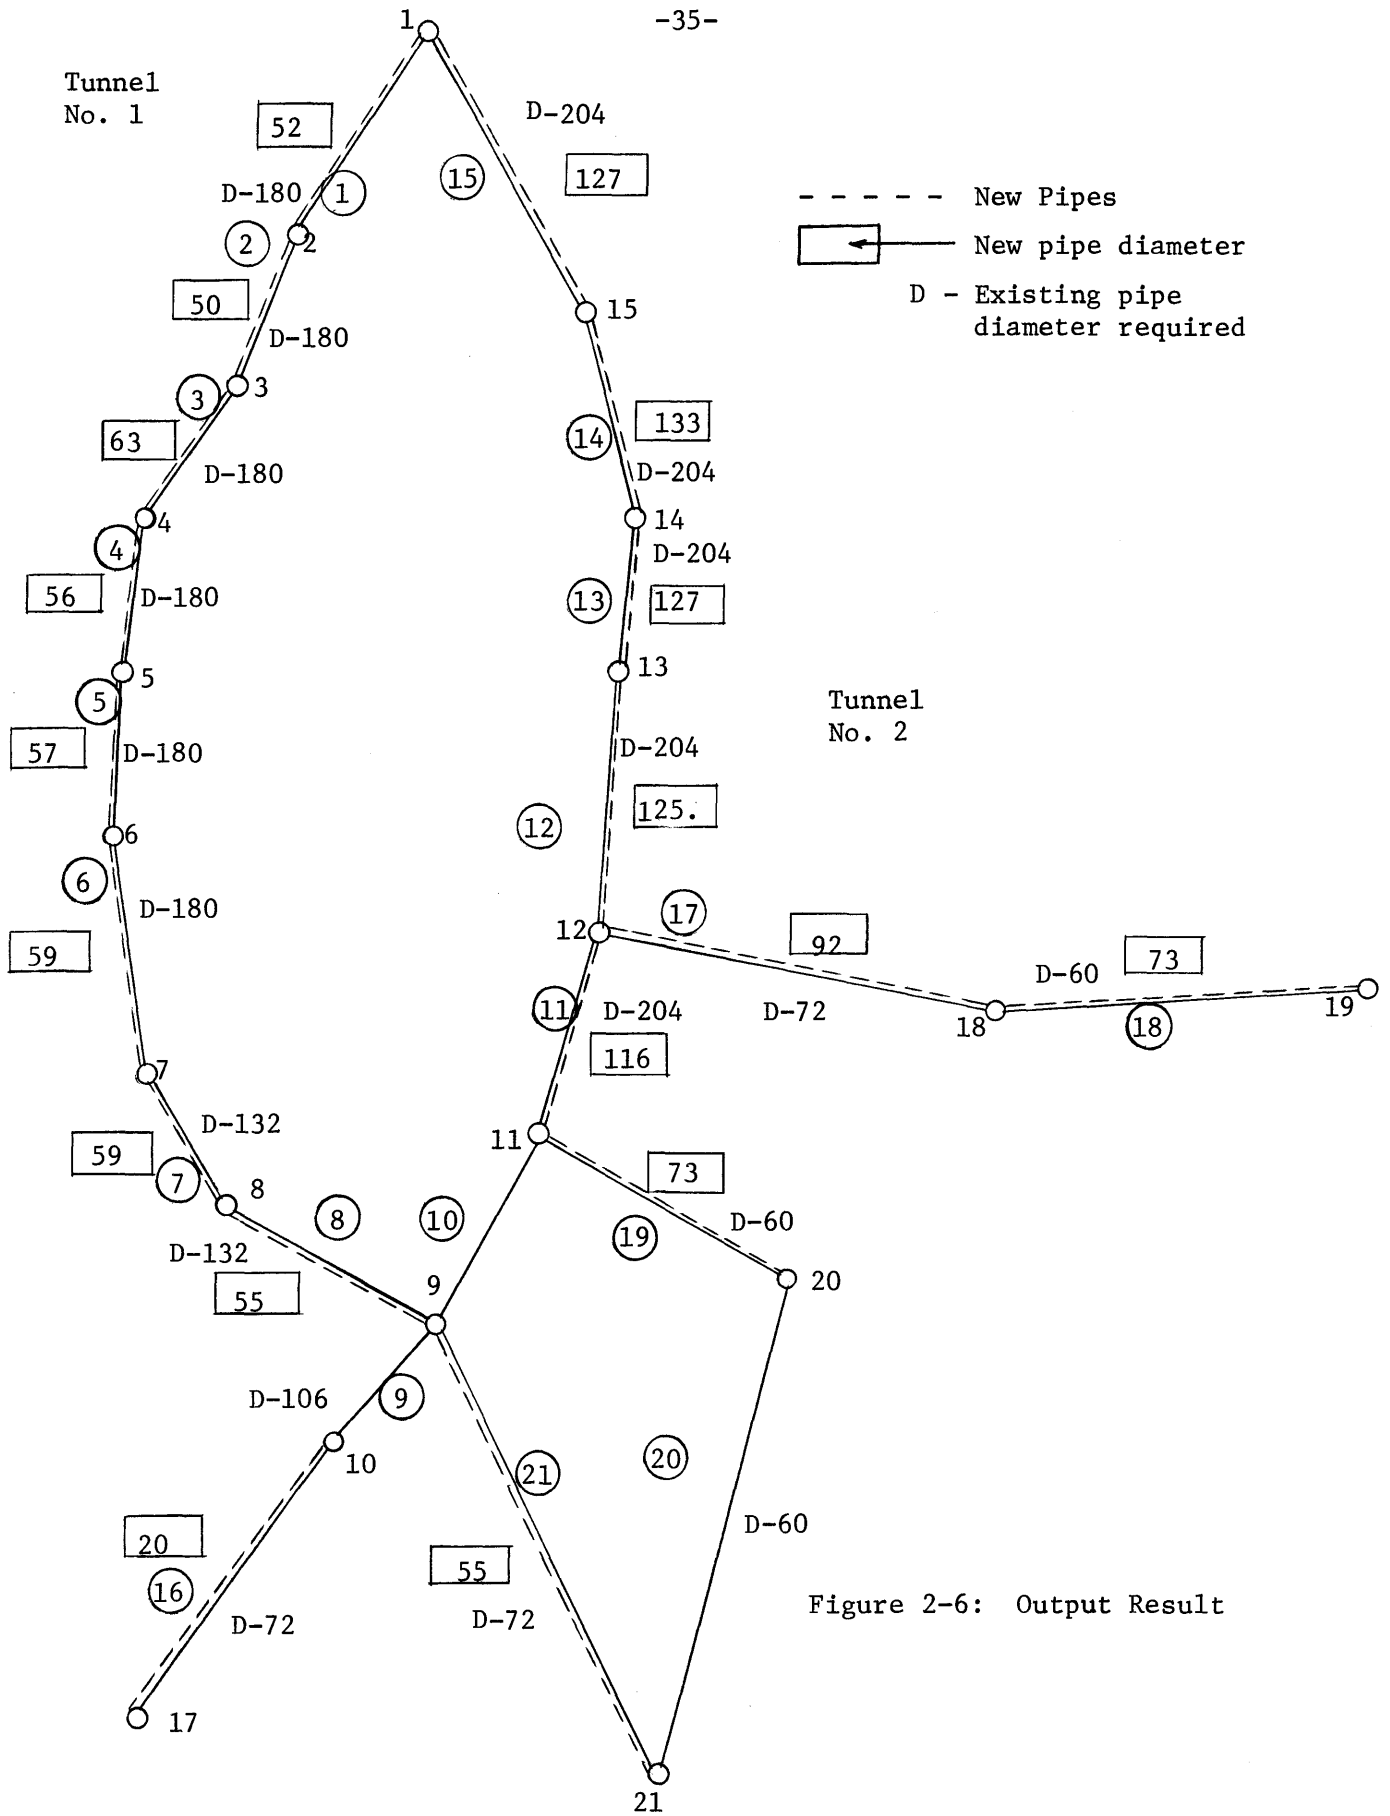 -35-
1
Tunnel
No. 1
52
D-204
15
127
D-180
1
2
2
50
D-180
3
3
63
D-180
4
4
56
D-180
5
5
57
D-180
6
6
D-180
59
7
D-132
59
7
8
8
D-132
55
9
10
D-106
9
10
20
16
D-72
17
21
55
D-72
21
20
D-60
20
D-60
73
19
11
116
D-204
11
12
17
92
D-72
18
D-60
73
18
19
12
125.
D-204
13
13
127
D-204
14
D-204
133
14
15
New Pipes
New pipe diameter
D - Existing pipe
diameter required
Tunnel
No. 2
Figure 2-6: Output Result